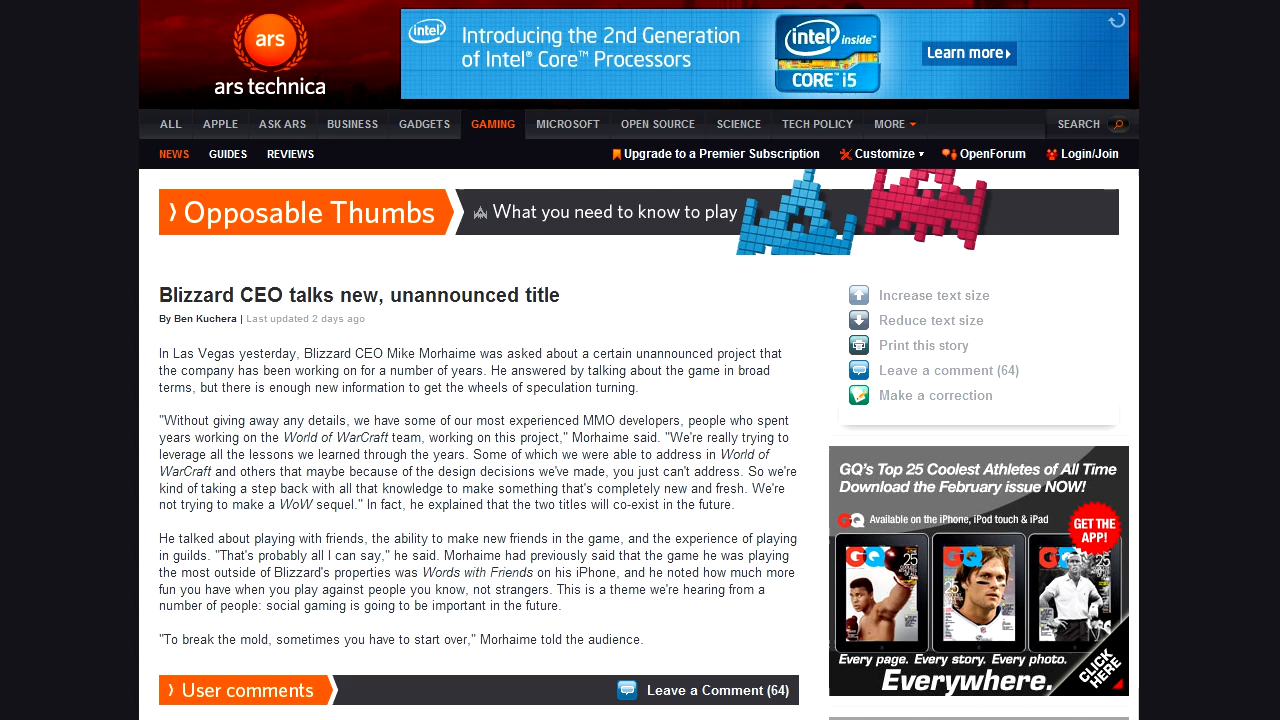 ars
ars technica
intel
Introducing the 2nd Generation
of Intel® Core™ Processors
intel inside™
CORE™ i5
Learn more
ALL APPLE ASK ARS BUSINESS GADGETS GAMING MICROSOFT OPEN SOURCE SCIENCE TECH POLICY MORE SEARCH
NEWS GUIDES REVIEWS Upgrade to a Premier Subscription Customize OpenForum Login/Join
Opposable Thumbs What you need to know to play
Blizzard CEO talks new, unannounced title
By Ben Kuchera | Last updated 2 days ago
In Las Vegas yesterday, Blizzard CEO Mike Morhaime was asked about a certain unannounced project that
the company has been working on for a number of years. He answered by talking about the game in broad
terms, but there is enough new information to get the wheels of speculation turning.
"Without giving away any details, we have some of our most experienced MMO developers, people who spent
years working on the World of WarCraft team, working on this project," Morhaime said. "We're really trying to
leverage all the lessons we learned through the years. Some of which we were able to address in World of
WarCraft and others that maybe because of the design decisions we've made, you just can't address. So we're
kind of taking a step back with all that knowledge to make something that's completely new and fresh. We're
not trying to make a WoW sequel." In fact, he explained that the two titles will co-exist in the future.
He talked about playing with friends, the ability to make new friends in the game, and the experience of playing
in guilds. "That's probably all I can say," he said. Morhaime had previously said that the game he was playing
the most outside of Blizzard's properties was Words with Friends on his iPhone, and he noted how much more
fun you have when you play against people you know, not strangers. This is a theme we're hearing from a
number of people; social gaming is going to be important in the future.
"To break the mold, sometimes you have to start over," Morhaime told the audience.
User comments Leave a Comment (64)
Increase text size
Reduce text size
Print this story
Leave a comment (64)
Make a correction
GQ's Top 25 Coolest Athletes of All Time
Download the February issue NOW!
GQ Available on the iPhone, iPod touch & iPad
GET THE
APP!
GQ GQ GQ
25 25 25
Every page. Every story. Every photo.
Everywhere.
CLICK
HERE